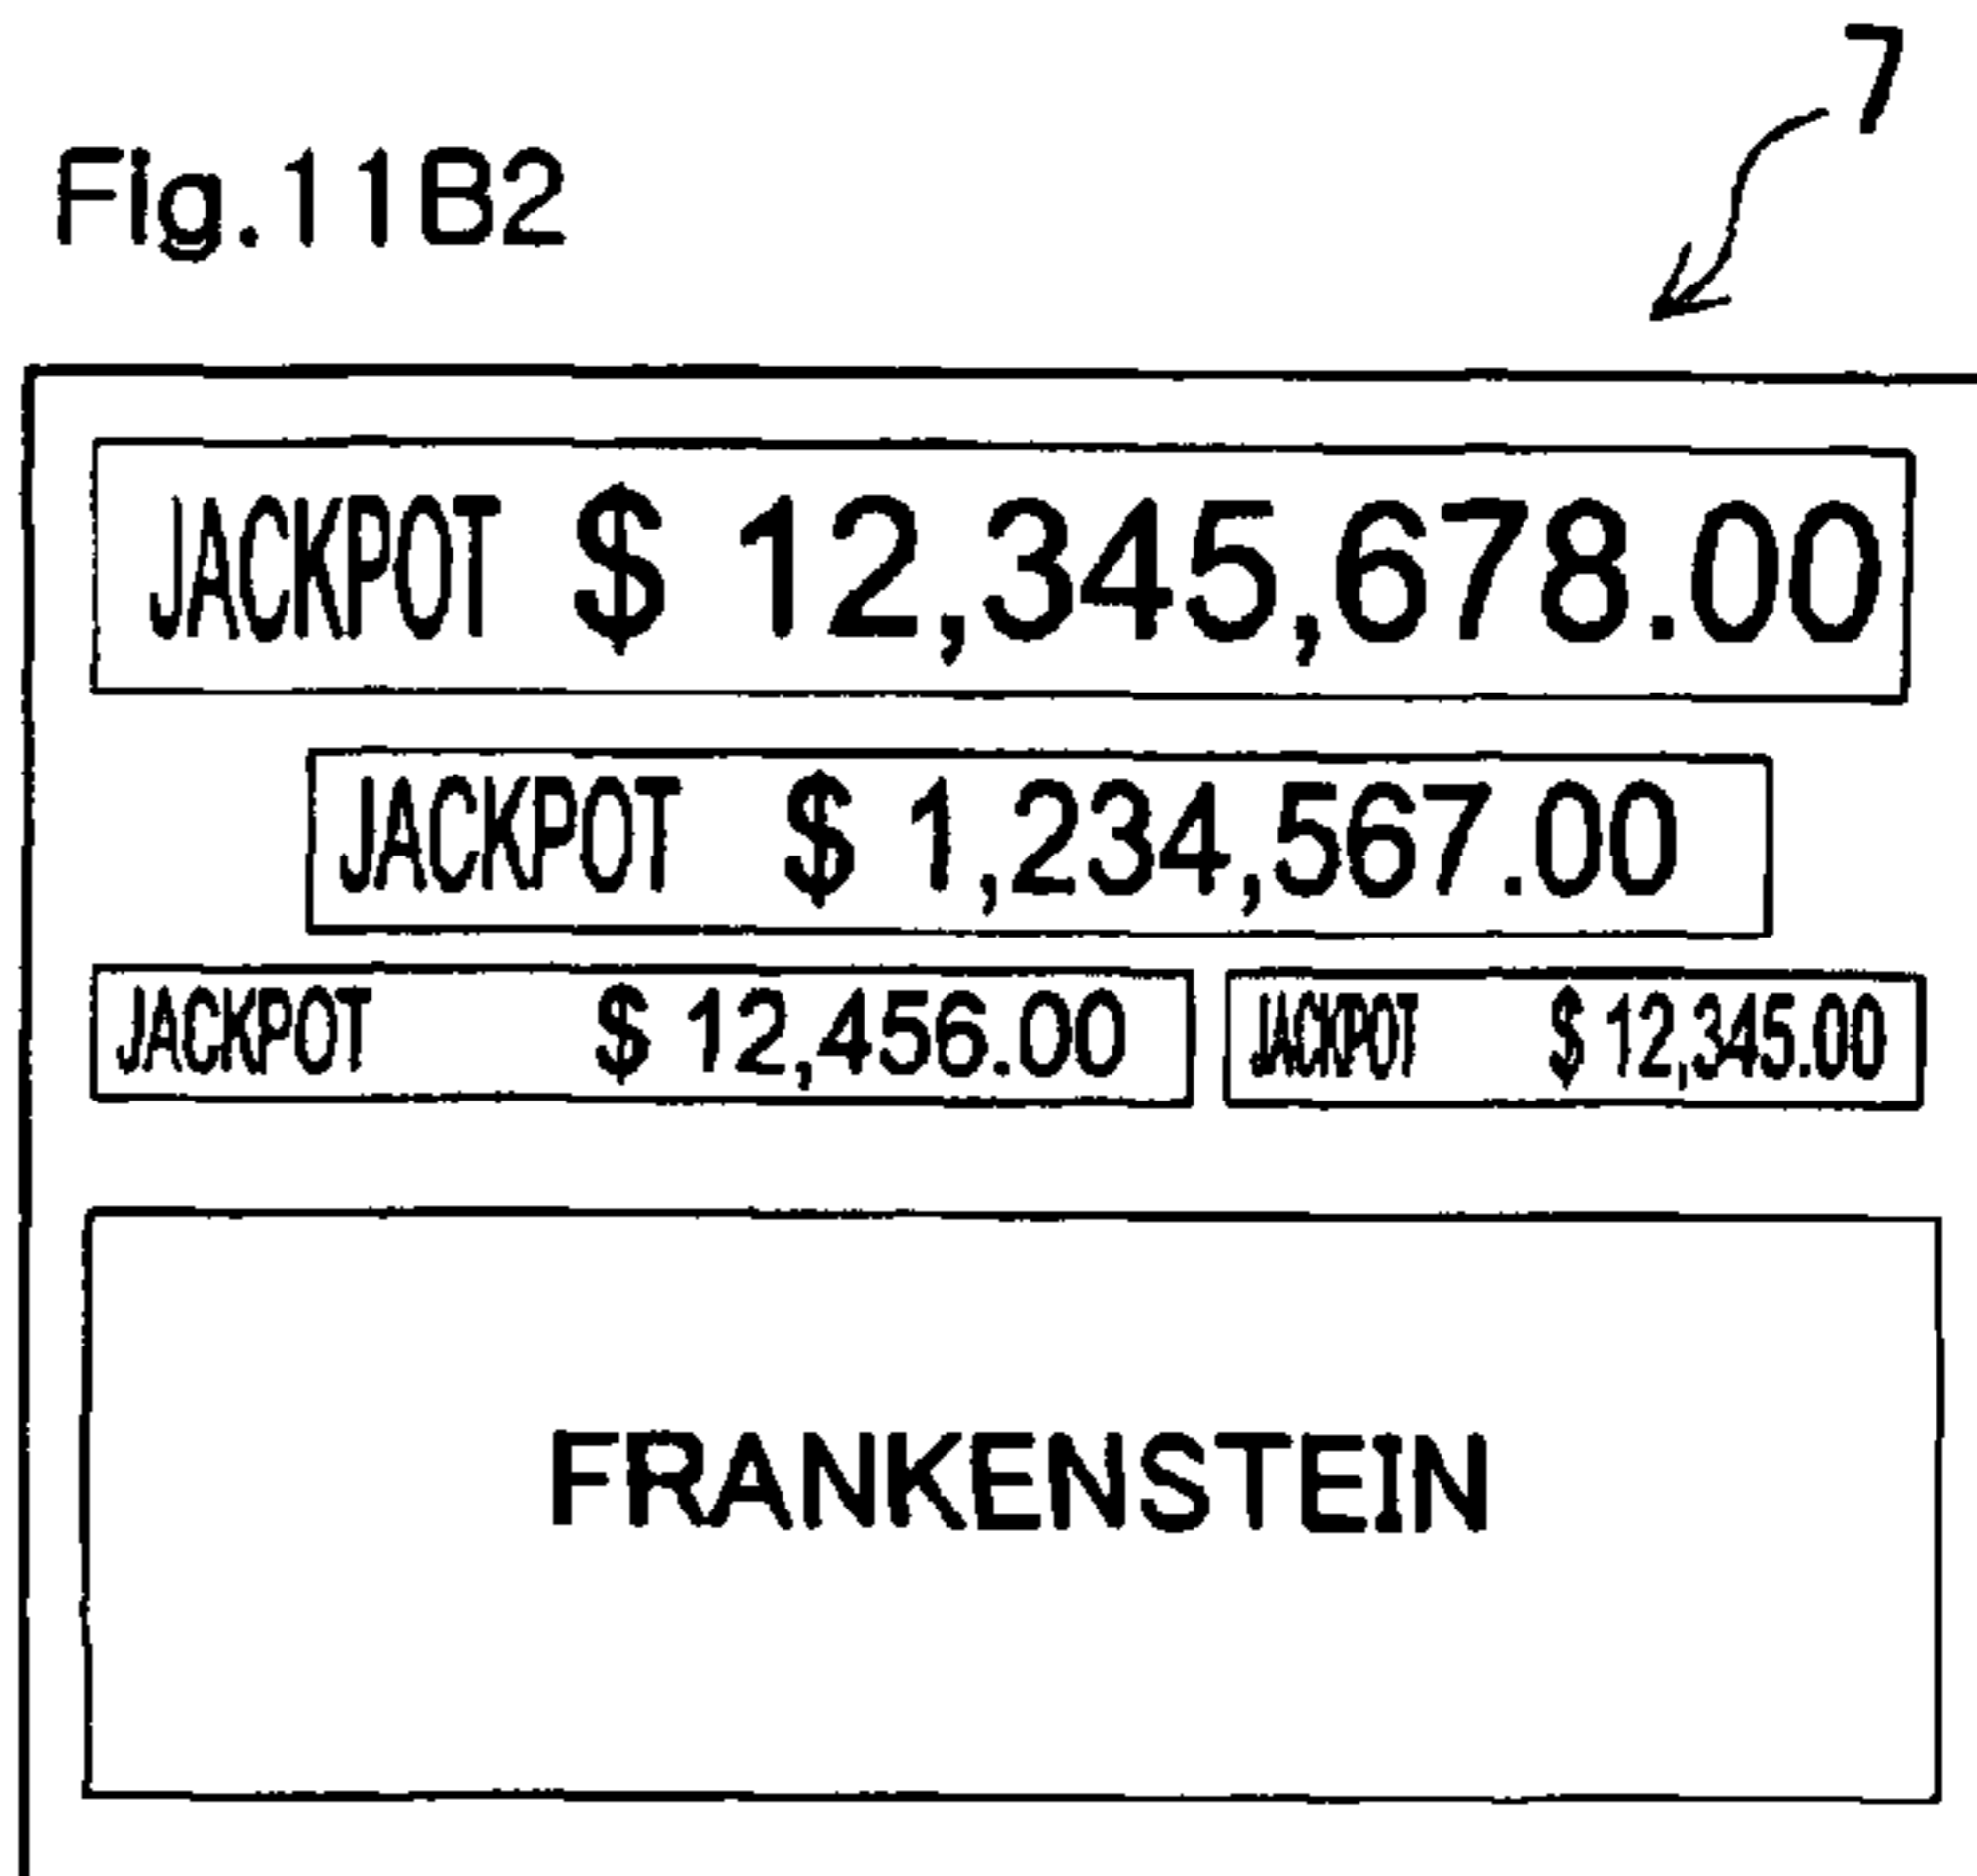 7
Fig.11B2
JACKPOT $ 12,345,678.00
JACKPOT $ 1,234,567.00
JACKPOT $ 12,456.00 JACKPOT $ 12,345.00
FRANKENSTEIN